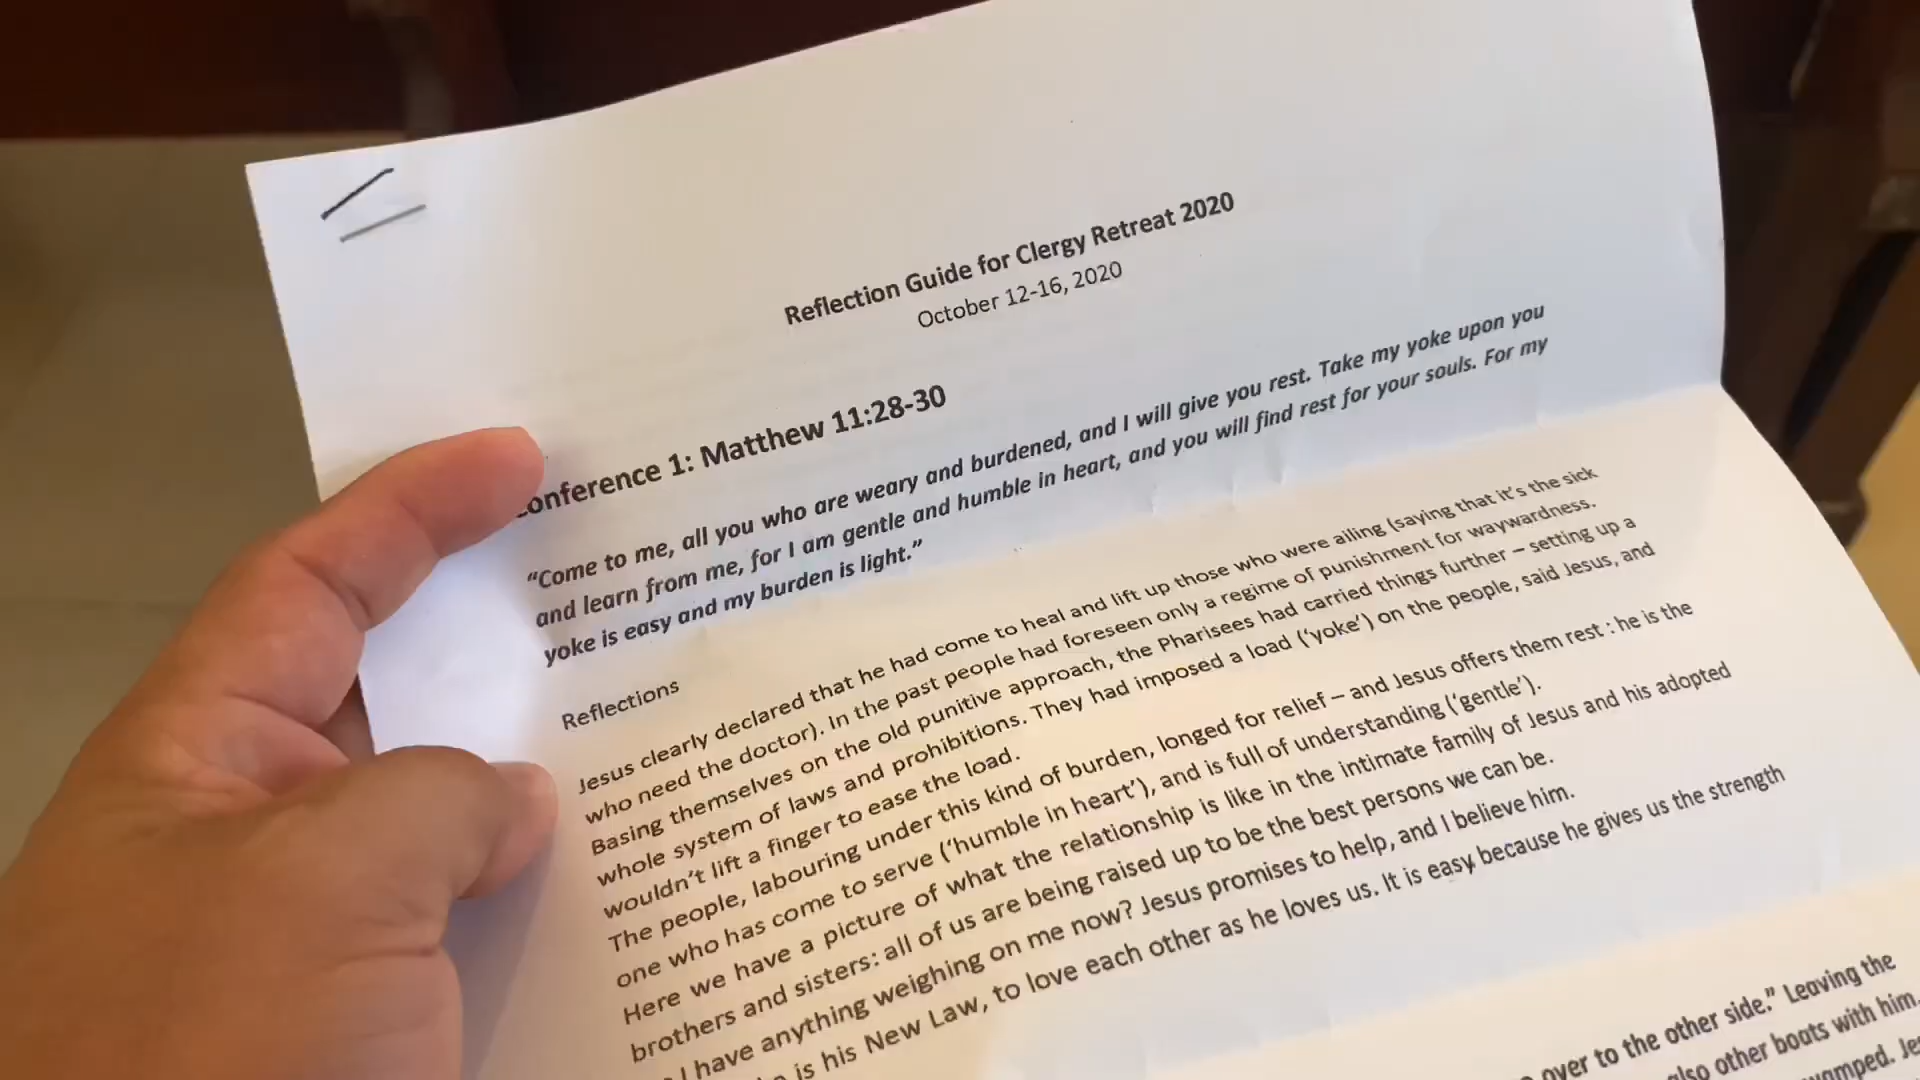 Reflection Guide for Clergy Retreat 2020
October 12-16, 2020
onference 1: Matthew 11:28-30
“Come to me, all you who are weary and burdened, and I will give you rest. Take my yoke upon you
and learn from me, for I am gentle and humble in heart, and you will find rest for your souls. For my
yoke is easy and my burden is light.”
Reflections
Jesus clearly declared that he had come to heal and lift up those who were ailing (saying that it’s the sick
who need the doctor). In the past people had foreseen only a regime of punishment for waywardness.
Basing themselves on the old punitive approach, the Pharisees had carried things further – setting up a
whole system of laws and prohibitions. They had imposed a load (‘yoke’) on the people, said Jesus, and
wouldn’t lift a finger to ease the load.
The people, labouring under this kind of burden, longed for relief – and Jesus offers them rest : he is the
one who has come to serve (‘humble in heart’), and is full of understanding (‘gentle’).
Here we have a picture of what the relationship is like in the intimate family of Jesus and his adopted
brothers and sisters: all of us are being raised up to be the best persons we can be.
I have anything weighing on me now? Jesus promises to help, and I believe him.
is his New Law, to love each other as he loves us. It is easy because he gives us the strength
over to the other side.” Leaving the
also other boats with him.